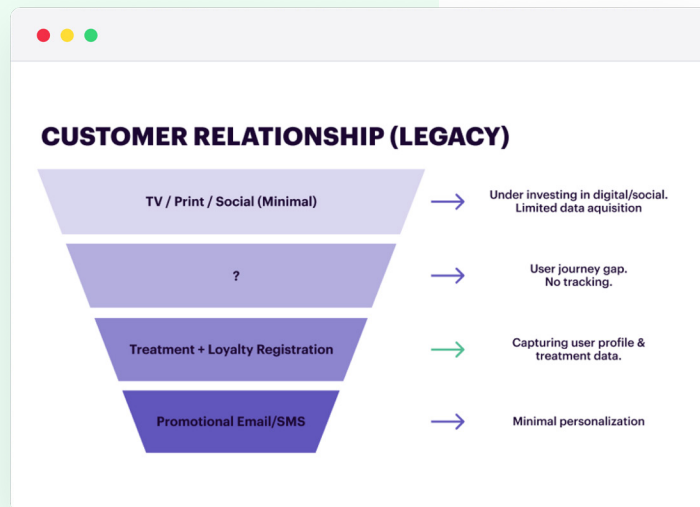 CUSTOMER RELATIONSHIP (LEGACY)
TV / Print / Social (Minimal)
Under investing in digital/social.
Limited data aquisition
?
User journey gap.
No tracking.
Treatment + Loyalty Registration
Capturing user profile &
treatment data.
Promotional Email/SMS
Minimal personalization